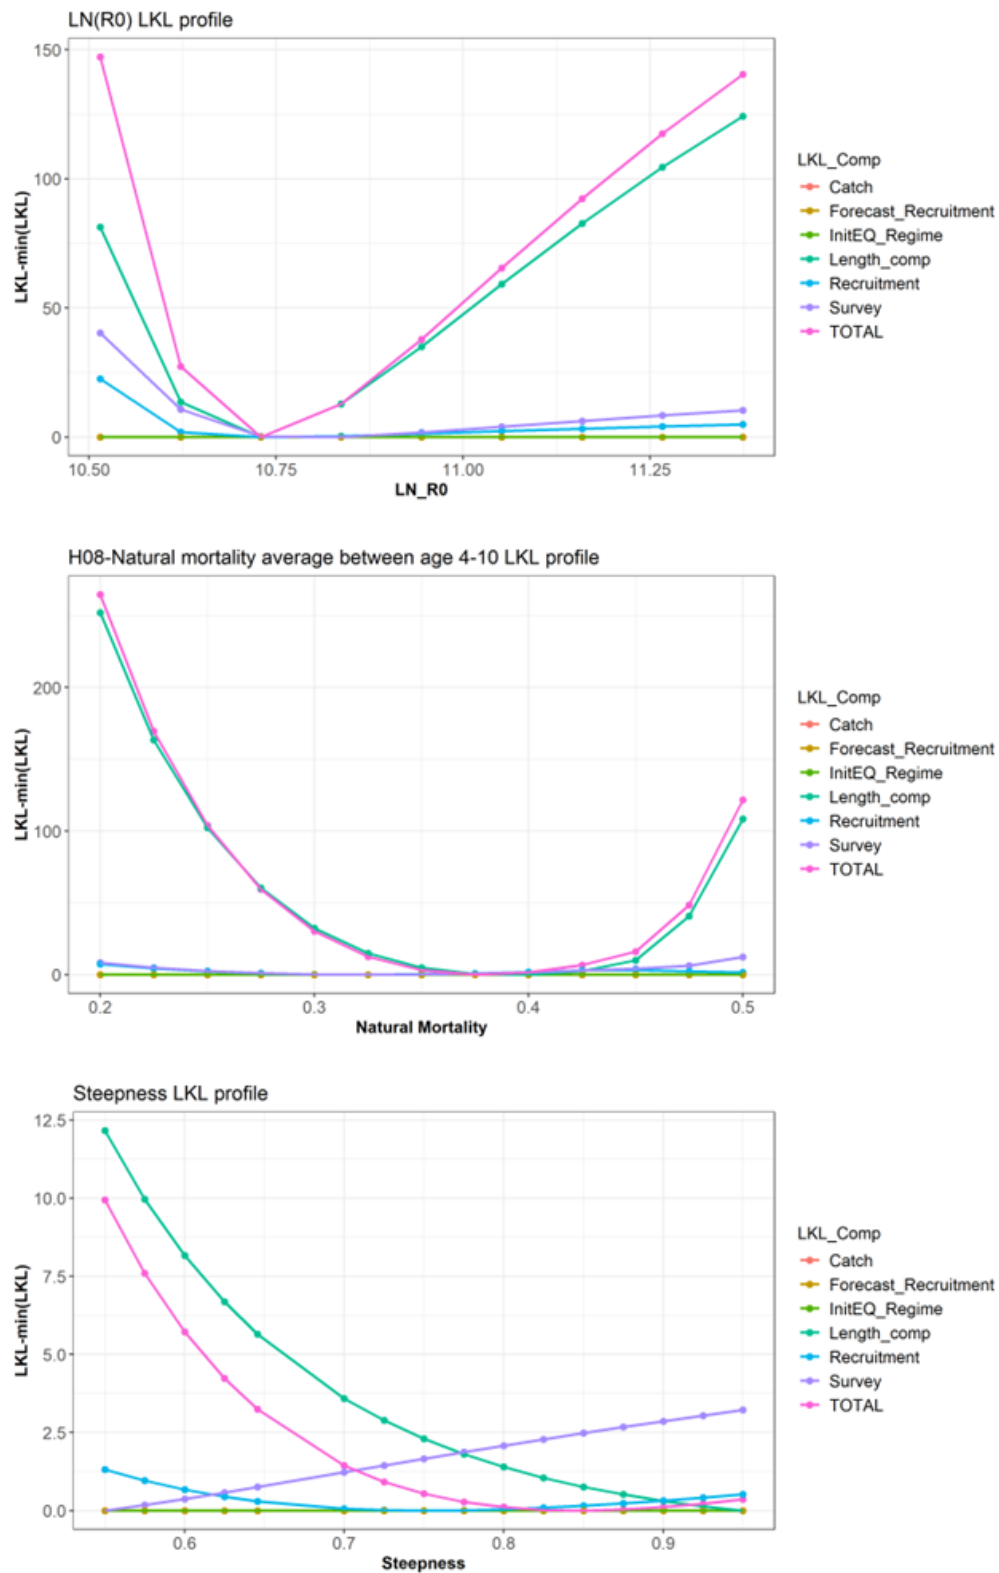 LN(R0) LKL profile
150
100
50
0
LKL-min(LKL)
10.50 10.75 11.00 11.25
LN_R0
LKL_Comp
Catch
Forecast_Recruitment
InitEQ_Regime
Length_comp
Recruitment
Survey
TOTAL
H08-Natural mortality average between age 4-10 LKL profile
200
100
0
LKL-min(LKL)
0.2 0.3 0.4 0.5
Natural Mortality
LKL_Comp
Catch
Forecast_Recruitment
InitEQ_Regime
Length_comp
Recruitment
Survey
TOTAL
Steepness LKL profile
12.5
10.0
7.5
5.0
2.5
0.0
LKL-min(LKL)
0.6 0.7 0.8 0.9
Steepness
LKL_Comp
Catch
Forecast_Recruitment
InitEQ_Regime
Length_comp
Recruitment
Survey
TOTAL